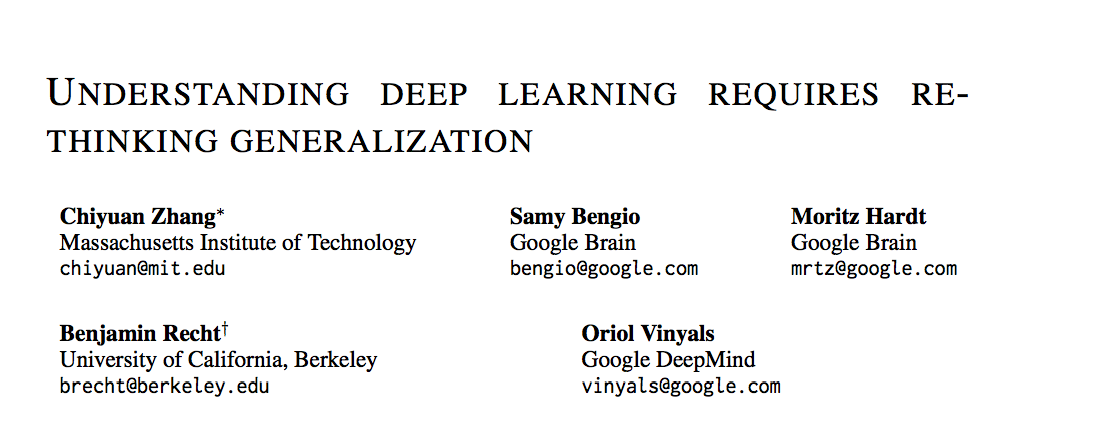 UNDERSTANDING DEEP LEARNING REQUIRES RE-
THINKING GENERALIZATION
Chiyuan Zhang* Samy Bengio Moritz Hardt
Massachusetts Institute of Technology Google Brain Google Brain
chiyuan@mit.edu bengio@google.com mrtz@google.com
Benjamin Recht† Oriol Vinyals
University of California, Berkeley Google DeepMind
brecht@berkeley.edu vinyals@google.com